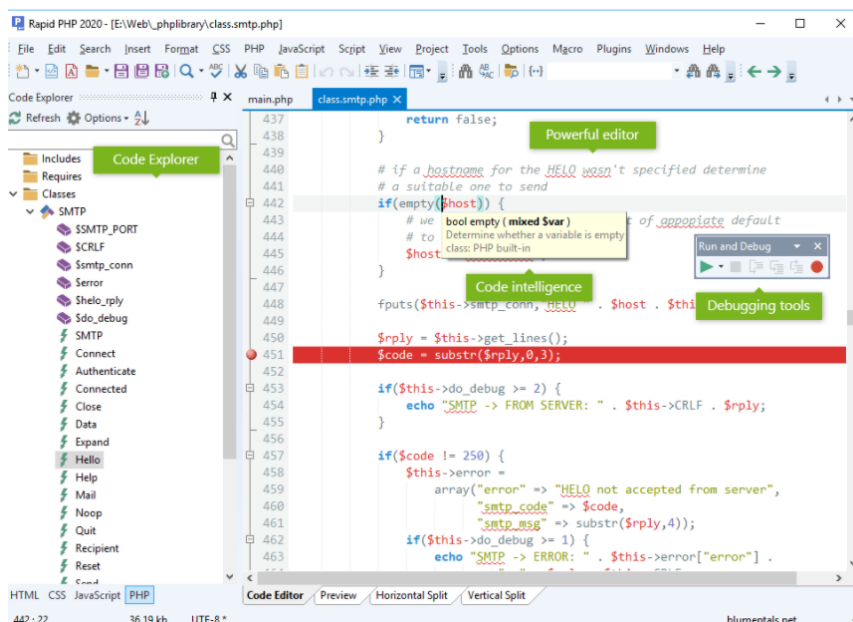 Rapid PHP 2020 - [E:\Web\_phplibrary\class.smtp.php]
File Edit Search Insert Format CSS PHP JavaScript Script View Project Tools Options Macro Plugins Windows Help
Code Explorer
Refresh Options
Includes
Requires
Classes
SMTP
$SMTP_PORT
$CRLF
$smtp_conn
$error
$helo_rply
$do_debug
SMTP
Connect
Authenticate
Connected
Close
Data
Expand
Hello
Help
Mail
Noop
Quit
Recipient
Reset
Send
HTML CSS JavaScript PHP
Code Explorer
main.php class.smtp.php
437 return false;
438 }
439
440 # if a hostname for the HELO wasn't specified determine
441 # a suitable one to send
442 if(empty($host)) {
443 # we t of appopiate default
444 # to
445 $host
446 }
447
448 fputs($this->smtp_conn, "HELO " . $host . $thi
449
450 $rply = $this->get_lines();
451 $code = substr($rply,0,3);
452
453 if($this->do_debug >= 2) {
454 echo "SMTP -> FROM SERVER: " . $this->CRLF . $rply;
455 }
456
457 if($code != 250) {
458 $this->error =
459 array("error" => "HELO not accepted from server",
460 "smtp_code" => $code,
461 "smtp_msg" => substr($rply,4));
462 if($this->do_debug >= 1) {
463 echo "SMTP -> ERROR: " . $this->error["error"] .
Powerful editor
bool empty ( mixed $var )
Determine whether a variable is empty
class: PHP built-in
Code intelligence
Run and Debug
Debugging tools
Code Editor Preview Horizontal Split Vertical Split
442 : 22 36.19 kb UTF-8 * blumentals.net